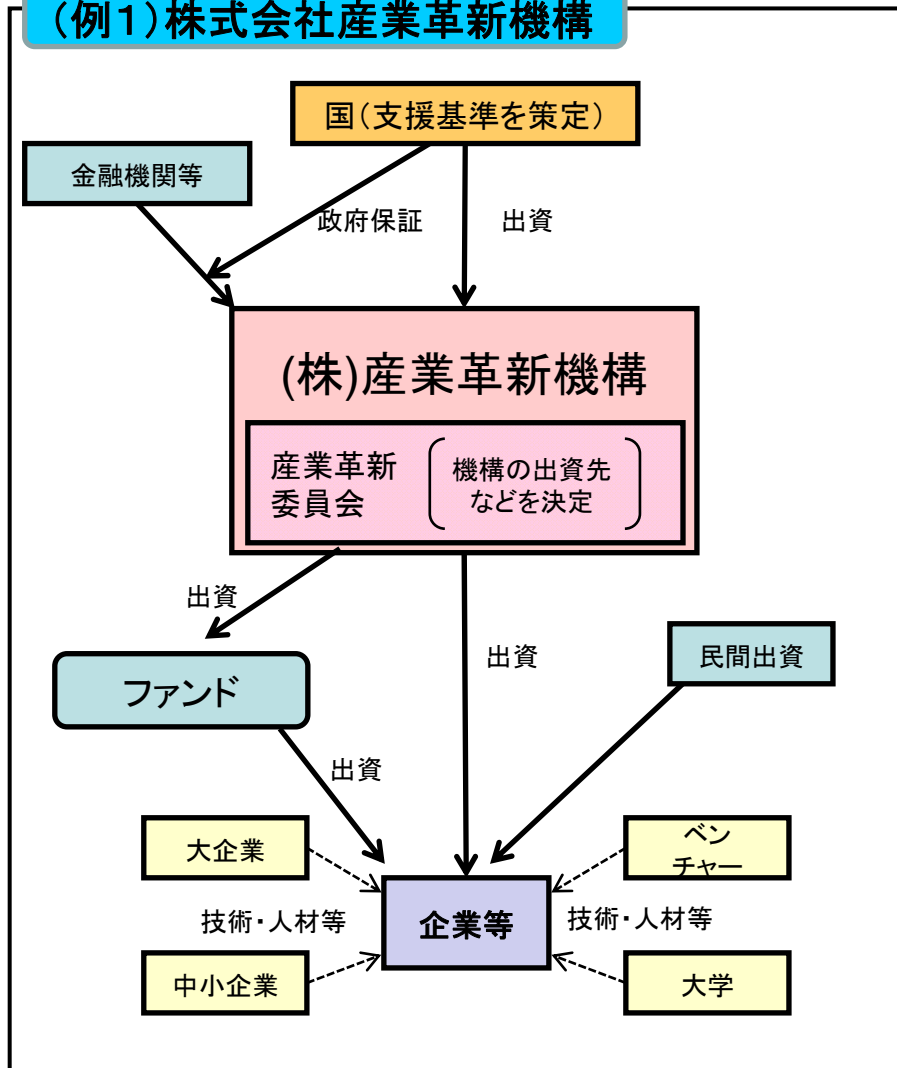 (例1)株式会社産業革新機構
国(支援基準を策定)
金融機関等
政府保証
出資
(株)産業革新機構
産業革新
委員会
機構の出資先
などを決定
出資
ファンド
出資
民間出資
出資
大企業
ベン
チャー
技術・人材等
企業等
技術・人材等
中小企業
大学